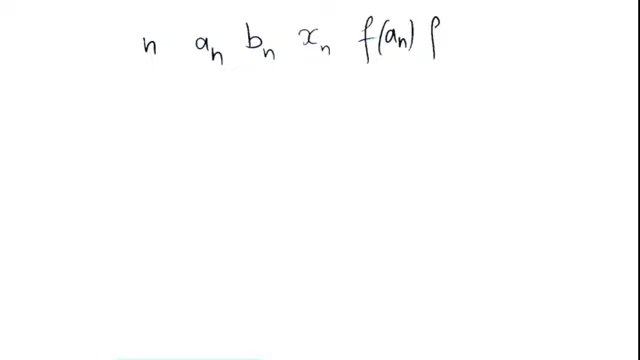 n aₙ bₙ xₙ f(aₙ) f